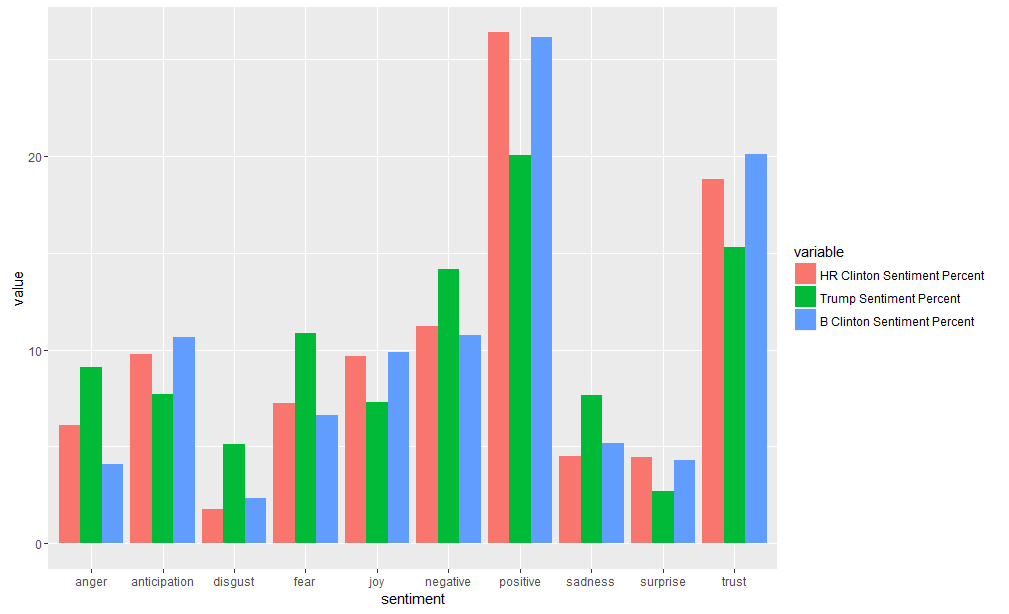 value
20
10
0
anger anticipation disgust fear joy negative positive sadness surprise trust
sentiment
variable
HR Clinton Sentiment Percent
Trump Sentiment Percent
B Clinton Sentiment Percent